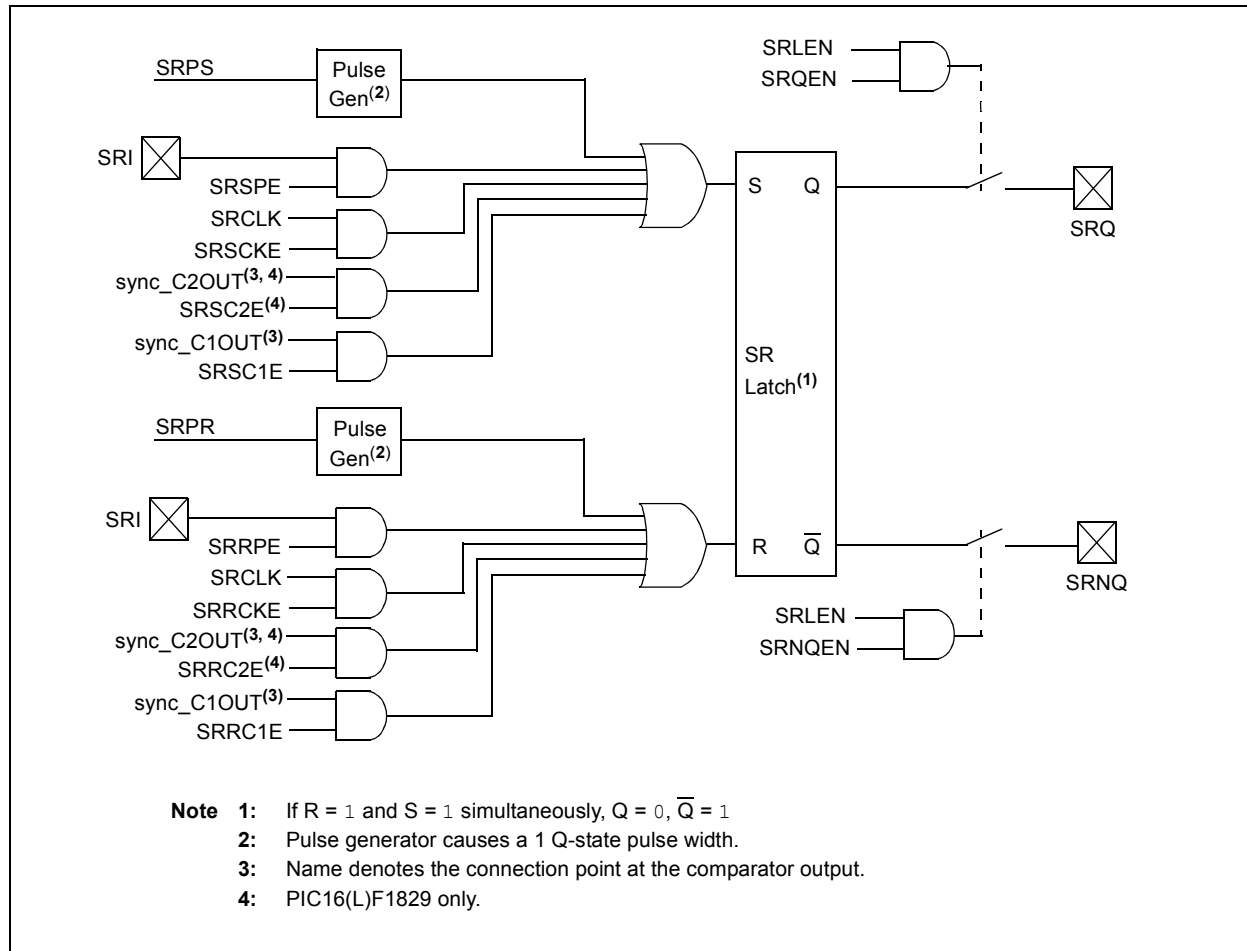 SRPS
Pulse
Gen(2)
SRI
SRSPE
SRCLK
SRSCKE
sync_C2OUT(3, 4)
SRSC2E(4)
sync_C1OUT(3)
SRSC1E
SRLEN
SRQEN
S Q
SRQ
SR
Latch(1)
SRPR
Pulse
Gen(2)
SRI
SRRPE
SRCLK
SRRCKE
sync_C2OUT(3, 4)
SRRC2E(4)
sync_C1OUT(3)
SRRC1E
R Q̅
SRNQ
SRLEN
SRNQEN
Note 1: If R = 1 and S = 1 simultaneously, Q = 0, Q̅ = 1
2: Pulse generator causes a 1 Q-state pulse width.
3: Name denotes the connection point at the comparator output.
4: PIC16(L)F1829 only.